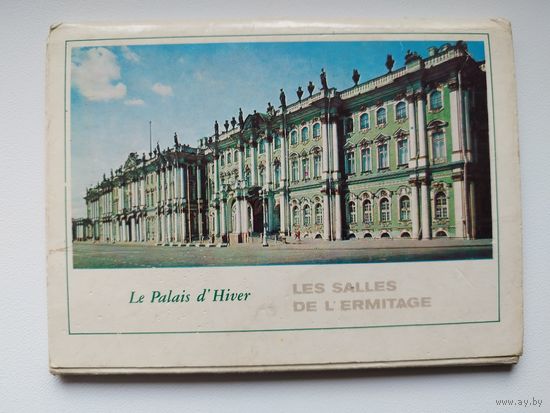 Le Palais d'Hiver
LES SALLES
DE L'ERMITAGE
www.ay.by